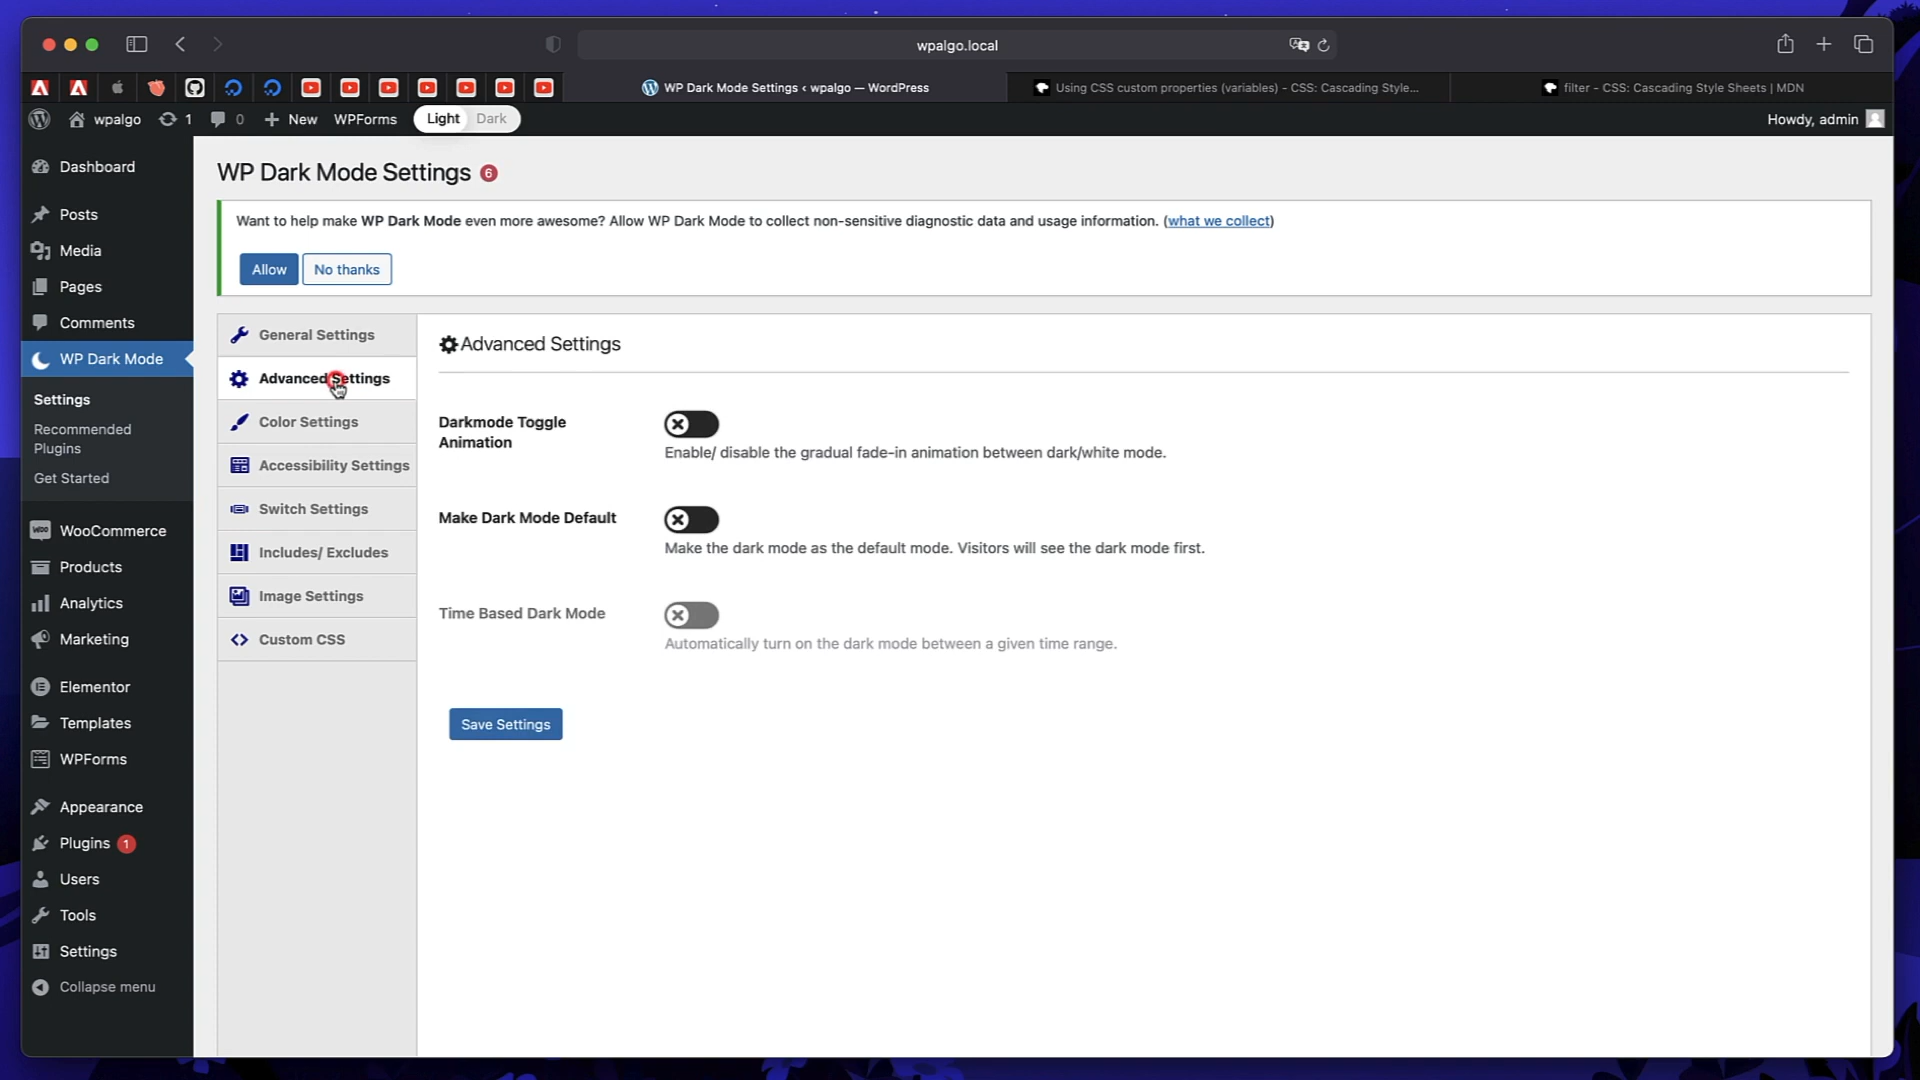 wpalgo.local
WP Dark Mode Settings ‹ wpalgo — WordPress
Using CSS custom properties (variables) - CSS: Cascading Style...
filter - CSS: Cascading Style Sheets | MDN
wpalgo
1
0
New
WPForms
Light
Dark
Howdy, admin
Dashboard
Posts
Media
Pages
Comments
WP Dark Mode
Settings
Recommended
Plugins
Get Started
WooCommerce
Products
Analytics
Marketing
Elementor
Templates
WPForms
Appearance
Plugins 1
Users
Tools
Settings
Collapse menu
WP Dark Mode Settings 6
Want to help make WP Dark Mode even more awesome? Allow WP Dark Mode to collect non-sensitive diagnostic data and usage information. (what we collect)
Allow
No thanks
General Settings
Advanced Settings
Color Settings
Accessibility Settings
Switch Settings
Includes/ Excludes
Image Settings
Custom CSS
Advanced Settings
Darkmode Toggle
Animation
Enable/ disable the gradual fade-in animation between dark/white mode.
Make Dark Mode Default
Make the dark mode as the default mode. Visitors will see the dark mode first.
Time Based Dark Mode
Automatically turn on the dark mode between a given time range.
Save Settings